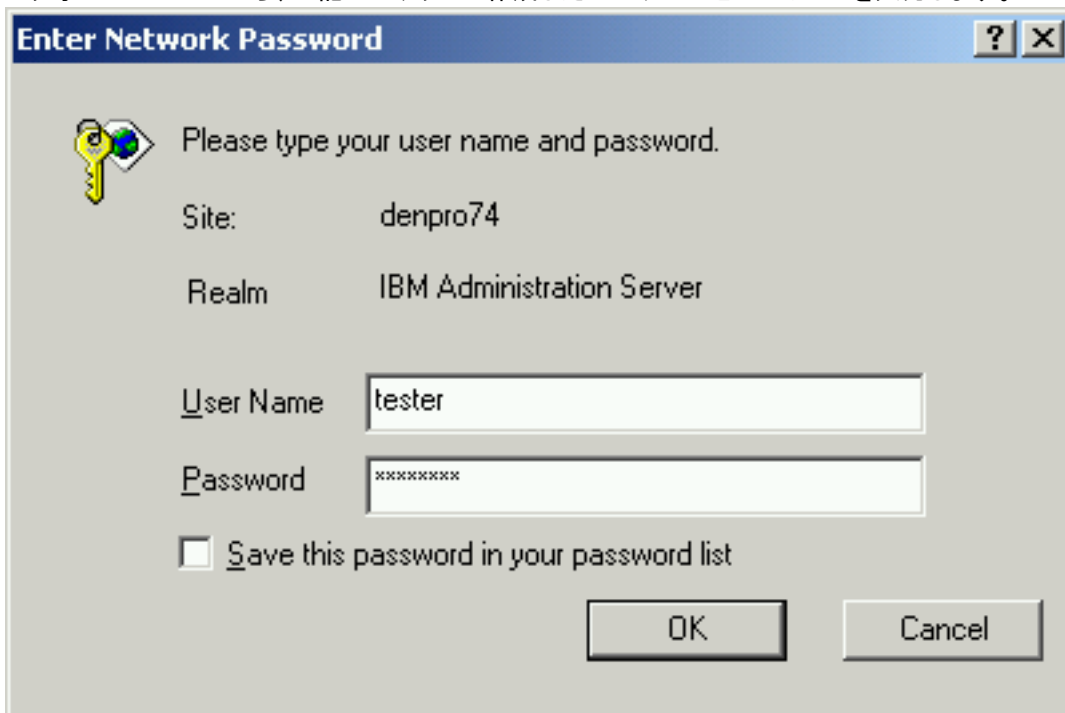 Enter Network Password
Please type your user name and password.
Site: denpro74
Realm IBM Administration Server
User Name tester
Password ××××××××
Save this password in your password list
OK Cancel